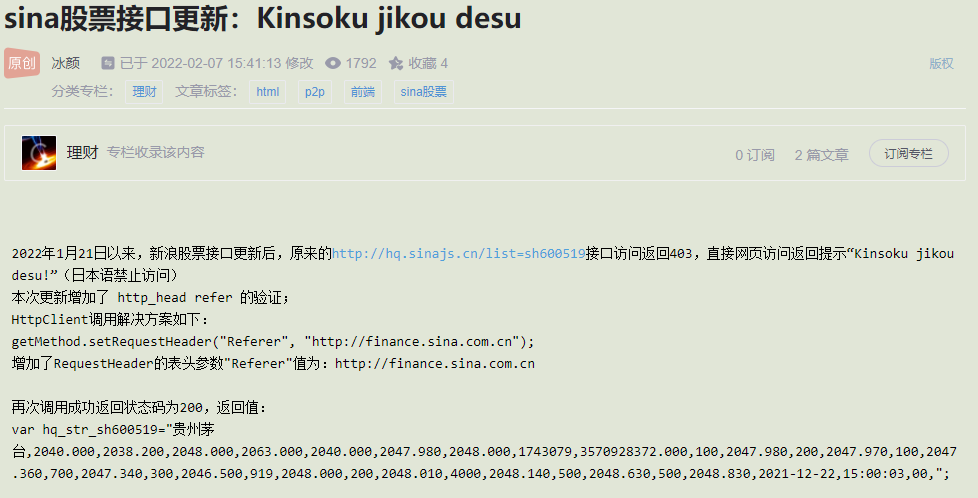 sina股票接口更新：Kinsoku jikou desu
原创 冰颜 已于 2022-02-07 15:41:13 修改 1792 收藏 4 版权
分类专栏： 理财 文章标签： html p2p 前端 sina股票
理财 专栏收录该内容 0 订阅 2 篇文章 订阅专栏
2022年1月21日以来，新浪股票接口更新后，原来的http://hq.sinajs.cn/list=sh600519接口访问返回403，直接网页访问返回提示“Kinsoku jikou
desu!”（日本语禁止访问）
本次更新增加了 http_head refer 的验证；
HttpClient调用解决方案如下：
getMethod.setRequestHeader("Referer", "http://finance.sina.com.cn");
增加了RequestHeader的表头参数"Referer"值为：http://finance.sina.com.cn
再次调用成功返回状态码为200，返回值：
var hq_str_sh600519="贵州茅
台,2040.000,2038.200,2048.000,2063.000,2040.000,2047.980,2048.000,1743079,3570928372.000,100,2047.980,200,2047.970,100,2047
.360,700,2047.340,300,2046.500,919,2048.000,200,2048.010,4000,2048.140,500,2048.630,500,2048.830,2021-12-22,15:00:03,00,";